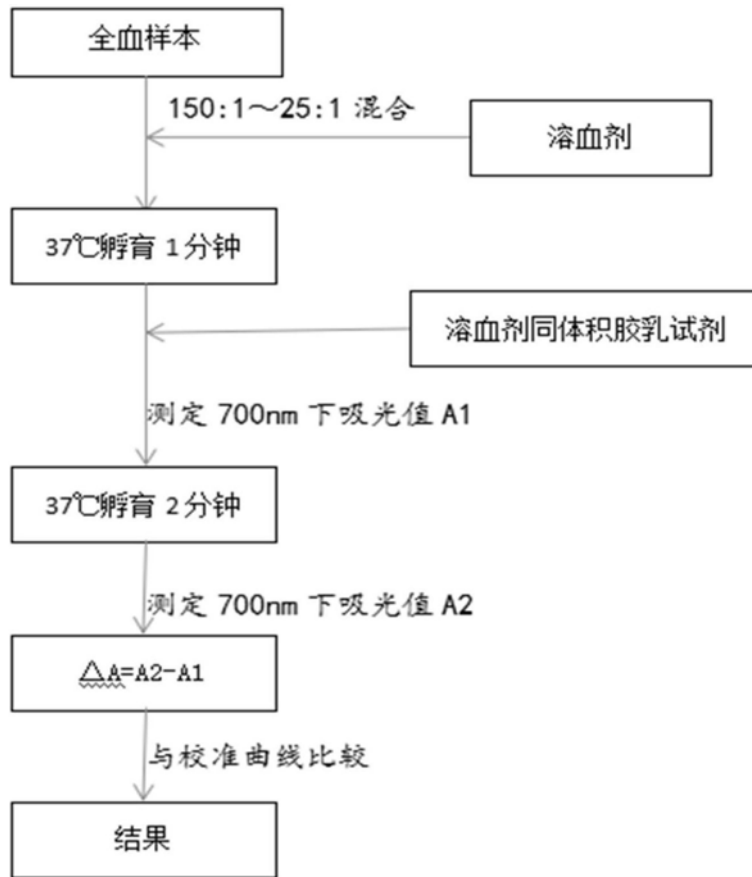 全血样本
150:1～25:1 混合
溶血剂
37℃孵育 1 分钟
溶血剂同体积胶乳试剂
测定 700nm 下吸光值 A1
37℃孵育 2 分钟
测定 700nm 下吸光值 A2
△A=A2-A1
与校准曲线比较
结果